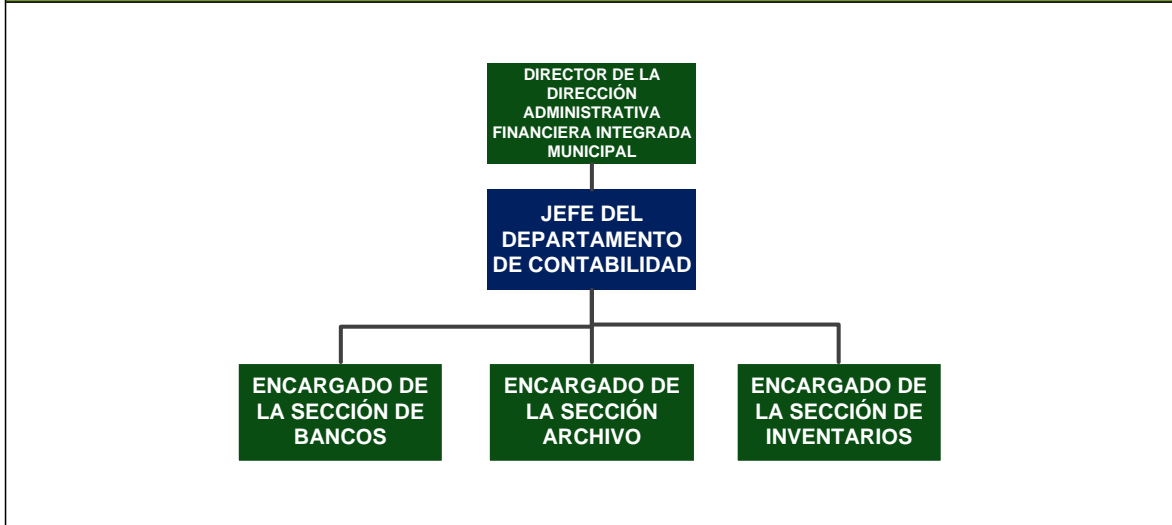 DIRECTOR DE LA
DIRECCIÓN
ADMINISTRATIVA
FINANCIERA INTEGRADA
MUNICIPAL
JEFE DEL
DEPARTAMENTO
DE CONTABILIDAD
ENCARGADO DE
LA SECCIÓN DE
BANCOS
ENCARGADO DE
LA SECCIÓN
ARCHIVO
ENCARGADO DE
LA SECCIÓN DE
INVENTARIOS